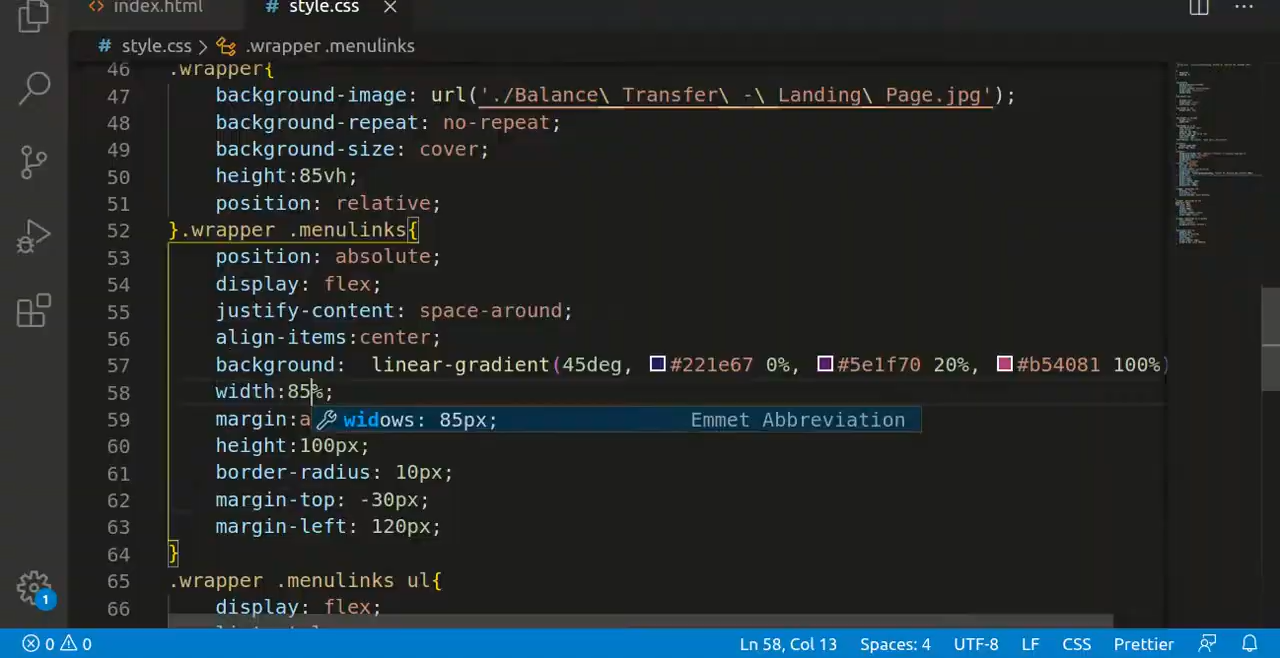 index.html
# style.css
# style.css > .wrapper .menulinks
46 .wrapper{
47 background-image: url('./Balance\ Transfer\ -\ Landing\ Page.jpg');
48 background-repeat: no-repeat;
49 background-size: cover;
50 height:85vh;
51 position: relative;
52 }.wrapper .menulinks{
53 position: absolute;
54 display: flex;
55 justify-content: space-around;
56 align-items:center;
57 background:  linear-gradient(45deg, #221e67 0%, #5e1f70 20%, #b54081 100%)
58 width:85%;
59 margin:a
widows: 85px; Emmet Abbreviation
60 height:100px;
61 border-radius: 10px;
62 margin-top: -30px;
63 margin-left: 120px;
64 }
65 .wrapper .menulinks ul{
66 display: flex;
1
0 0 Ln 58, Col 13 Spaces: 4 UTF-8 LF CSS Prettier